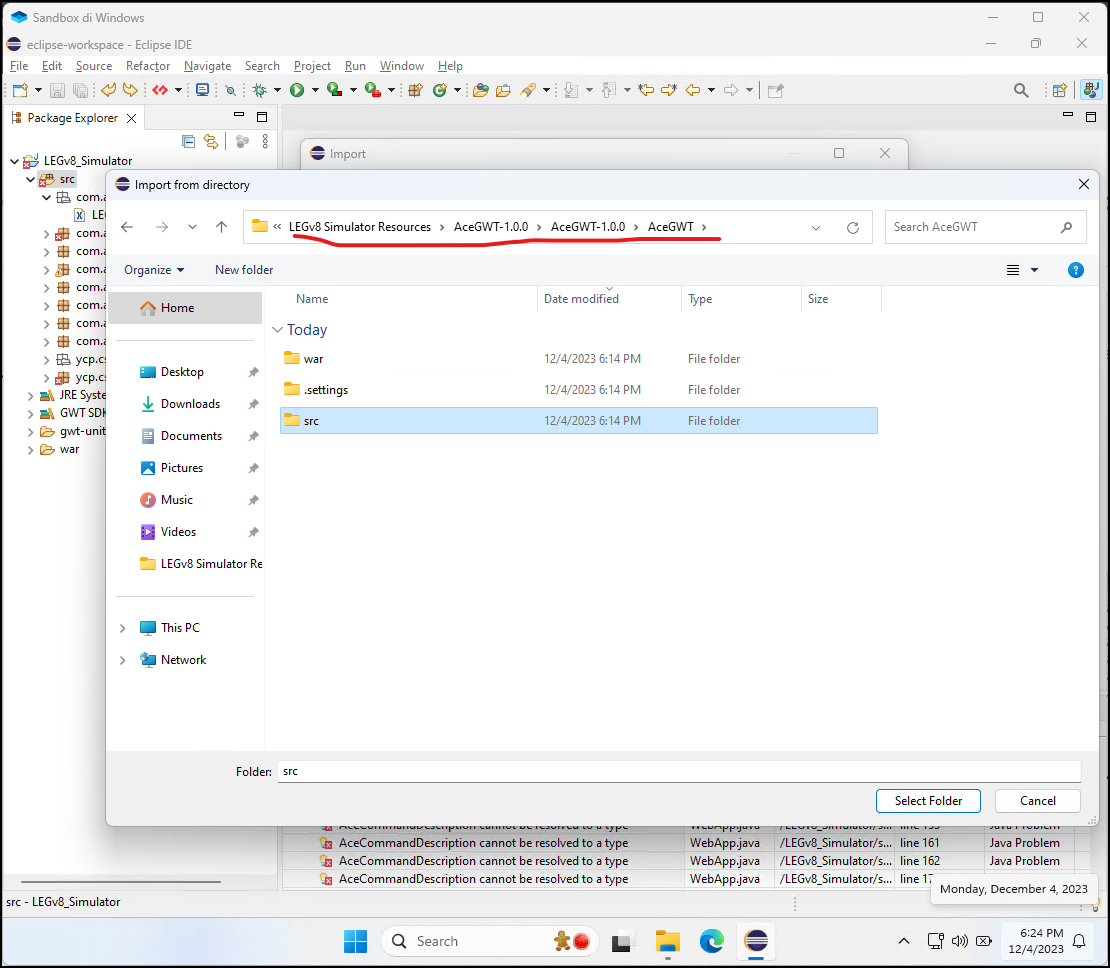 Sandbox di Windows
eclipse-workspace - Eclipse IDE
File Edit Source Refactor Navigate Search Project Run Window Help
Package Explorer
Import
LEGv8_Simulator
src
com.a
LE
com.a
com.a
com.a
com.a
com.a
com.a
com.a
ycp.cs
ycp.cs
JRE Syste
GWT SDK
gwt-unit
war
Import from directory
« LEGv8 Simulator Resources > AceGWT-1.0.0 > AceGWT-1.0.0 > AceGWT >
Search AceGWT
Organize New folder
Name Date modified Type Size
Today
war 12/4/2023 6:14 PM File folder
.settings 12/4/2023 6:14 PM File folder
src 12/4/2023 6:14 PM File folder
Home
Desktop
Downloads
Documents
Pictures
Music
Videos
LEGv8 Simulator Re
This PC
Network
Folder: src
Select Folder Cancel
AceCommandDescription cannot be resolved to a type WebApp.java /LEGv8_Simulator/s... line 155 Java Problem
AceCommandDescription cannot be resolved to a type WebApp.java /LEGv8_Simulator/s... line 161 Java Problem
AceCommandDescription cannot be resolved to a type WebApp.java /LEGv8_Simulator/s... line 162 Java Problem
AceCommandDescription cannot be resolved to a type WebApp.java /LEGv8_Simulator/s... line 17
Monday, December 4, 2023
src - LEGv8_Simulator
Search
6:24 PM
12/4/2023